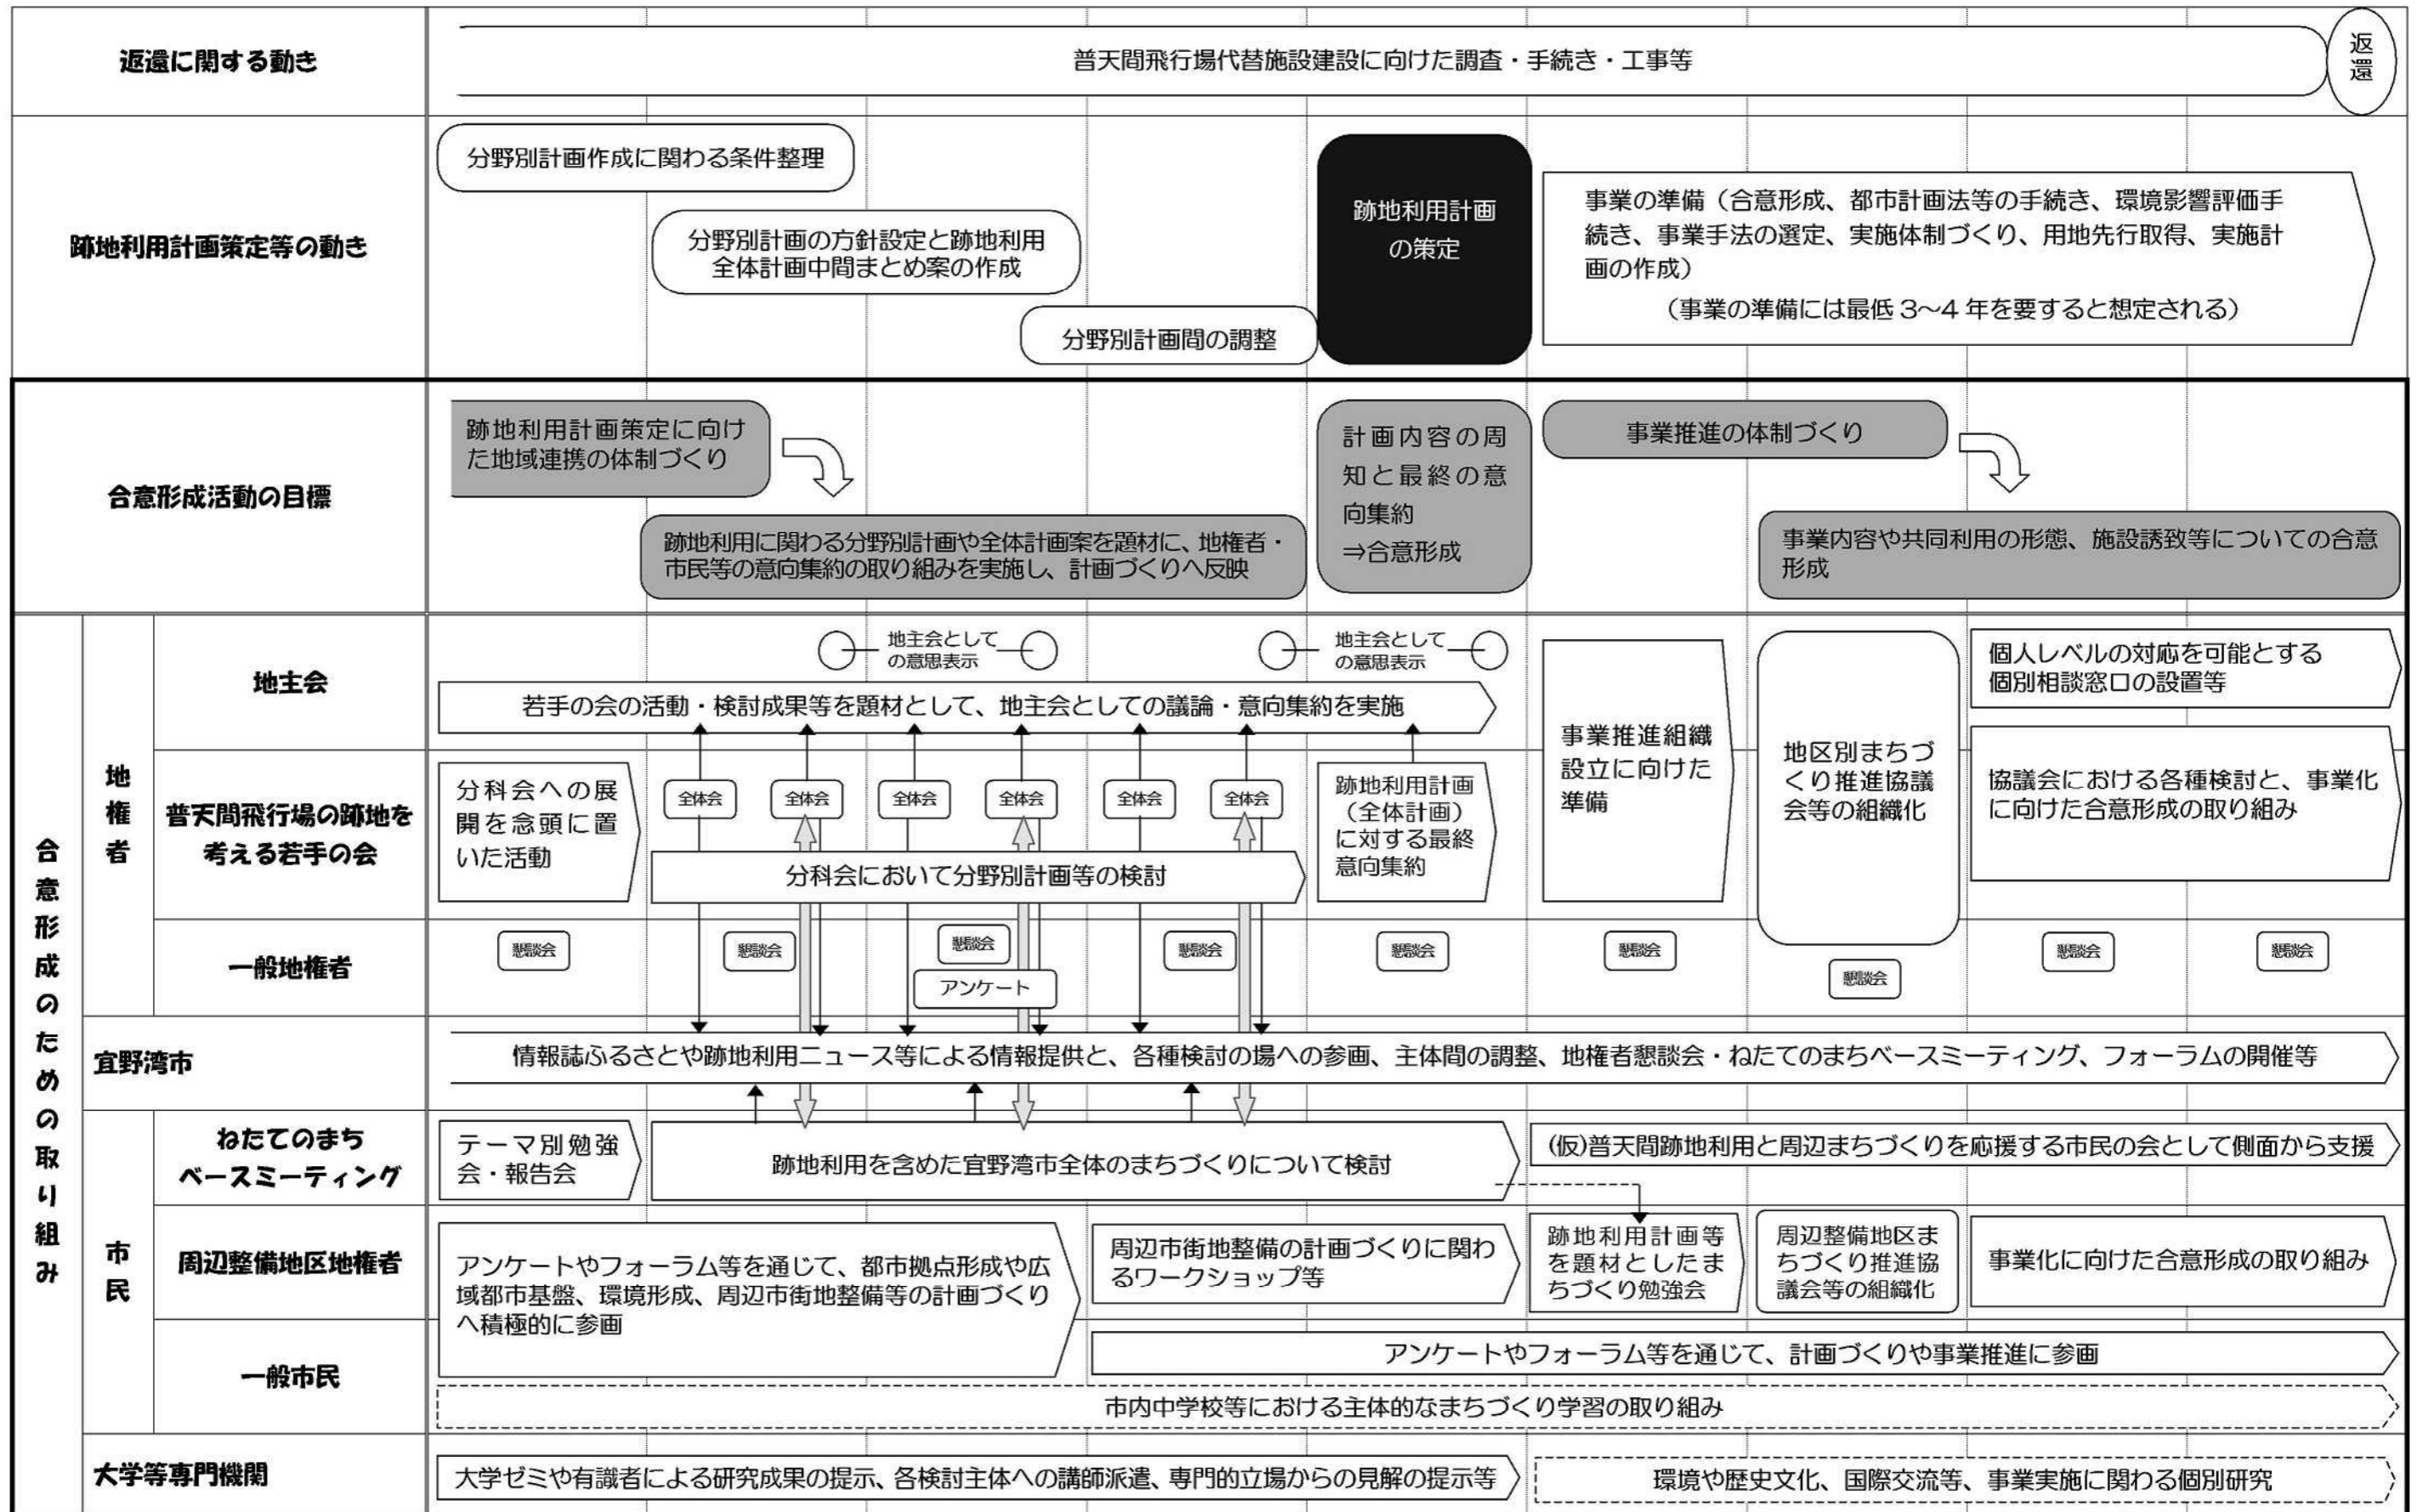 返還に関する動き
普天間飛行場代替施設建設に向けた調査・手続き・工事等
返還
跡地利用計画策定等の動き
分野別計画作成に関わる条件整理
分野別計画の方針設定と跡地利用
全体計画中間まとめ案の作成
分野別計画間の調整
跡地利用計画
の策定
事業の準備（合意形成、都市計画法等の手続き、環境影響評価手
続き、事業手法の選定、実施体制づくり、用地先行取得、実施計
画の作成）
（事業の準備には最低 3～4 年を要すると想定される）
合意形成活動の目標
跡地利用計画策定に向け
た地域連携の体制づくり
跡地利用に関わる分野別計画や全体計画案を題材に、地権者・
市民等の意向集約の取り組みを実施し、計画づくりへ反映
計画内容の周
知と最終の意
向集約
⇒合意形成
事業推進の体制づくり
事業内容や共同利用の形態、施設誘致等についての合意
形成
合意形成のための取り組み
地権者
地主会
地主会として
の意思表示
地主会として
の意思表示
若手の会の活動・検討成果等を題材として、地主会としての議論・意向集約を実施
事業推進組織
設立に向けた
準備
地区別まちづ
くり推進協議
会等の組織化
個人レベルの対応を可能とする
個別相談窓口の設置等
普天間飛行場の跡地を
考える若手の会
分科会への展
開を念頭に置
いた活動
全体会
全体会
全体会
全体会
全体会
全体会
分科会において分野別計画等の検討
跡地利用計画
（全体計画）
に対する最終
意向集約
協議会における各種検討と、事業化
に向けた合意形成の取り組み
一般地権者
懇談会
懇談会
懇談会
アンケート
懇談会
懇談会
懇談会
懇談会
懇談会
懇談会
宜野湾市
情報誌ふるさとや跡地利用ニュース等による情報提供と、各種検討の場への参画、主体間の調整、地権者懇談会・ねたてのまちベースミーティング、フォーラムの開催等
市民
ねたてのまち
ベースミーティング
テーマ別勉強
会・報告会
跡地利用を含めた宜野湾市全体のまちづくりについて検討
(仮)普天間跡地利用と周辺まちづくりを応援する市民の会として側面から支援
周辺整備地区地権者
アンケートやフォーラム等を通じて、都市拠点形成や広
域都市基盤、環境形成、周辺市街地整備等の計画づくり
へ積極的に参画
周辺市街地整備の計画づくりに関わ
るワークショップ等
跡地利用計画等
を題材としたま
ちづくり勉強会
周辺整備地区ま
ちづくり推進協
議会等の組織化
事業化に向けた合意形成の取り組み
一般市民
アンケートやフォーラム等を通じて、計画づくりや事業推進に参画
市内中学校等における主体的なまちづくり学習の取り組み
大学等専門機関
大学ゼミや有識者による研究成果の提示、各検討主体への講師派遣、専門的立場からの見解の提示等
環境や歴史文化、国際交流等、事業実施に関わる個別研究